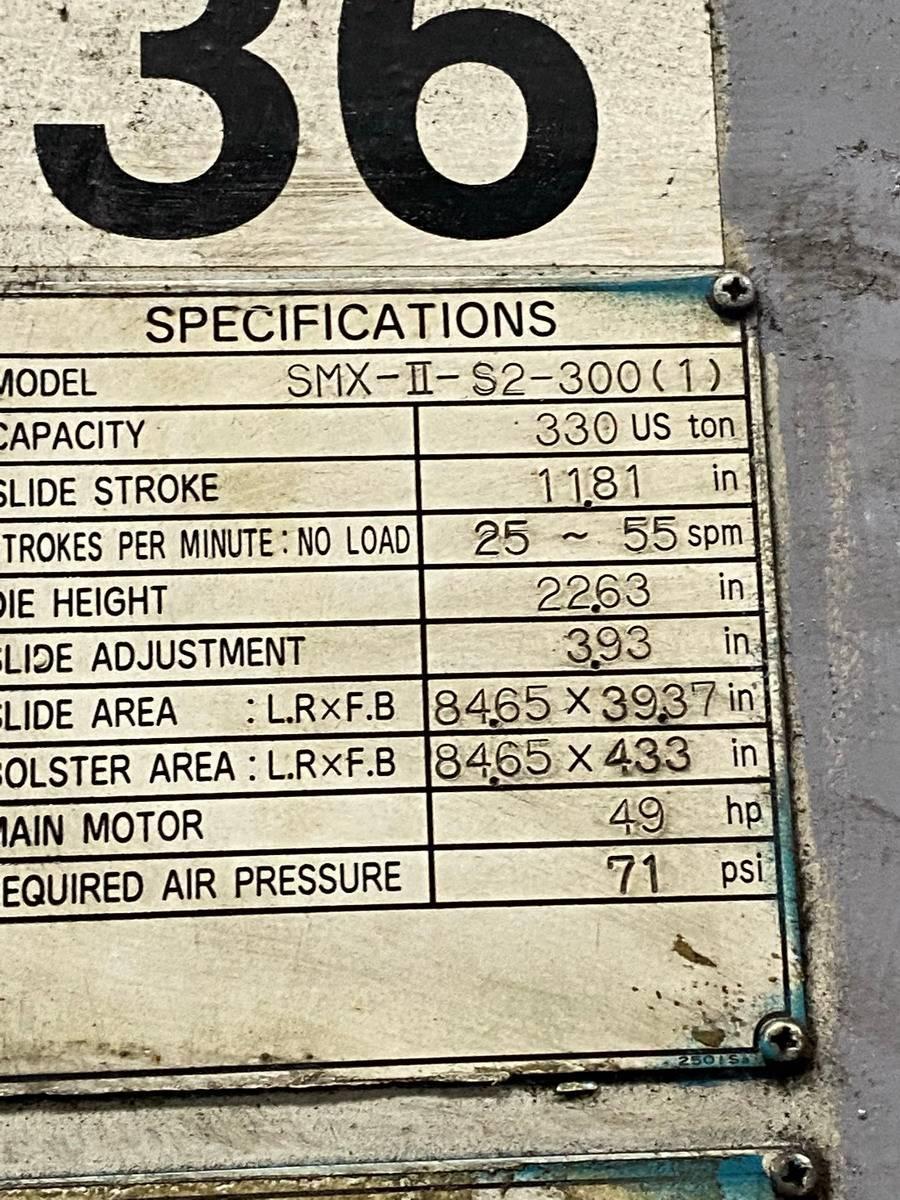 36
SPECIFICATIONS
MODEL SMX-II-S2-300(1)
CAPACITY 330 US ton
SLIDE STROKE 11.81 in
TROKES PER MINUTE : NO LOAD 25 ~ 55 spm
DIE HEIGHT 22.63 in
SLIDE ADJUSTMENT 3.93 in
SLIDE AREA : L.R×F.B 84.65 × 39.37 in
BOLSTER AREA : L.R×F.B 84.65 × 43.3 in
MAIN MOTOR 49 hp
EQUIRED AIR PRESSURE 71 psi